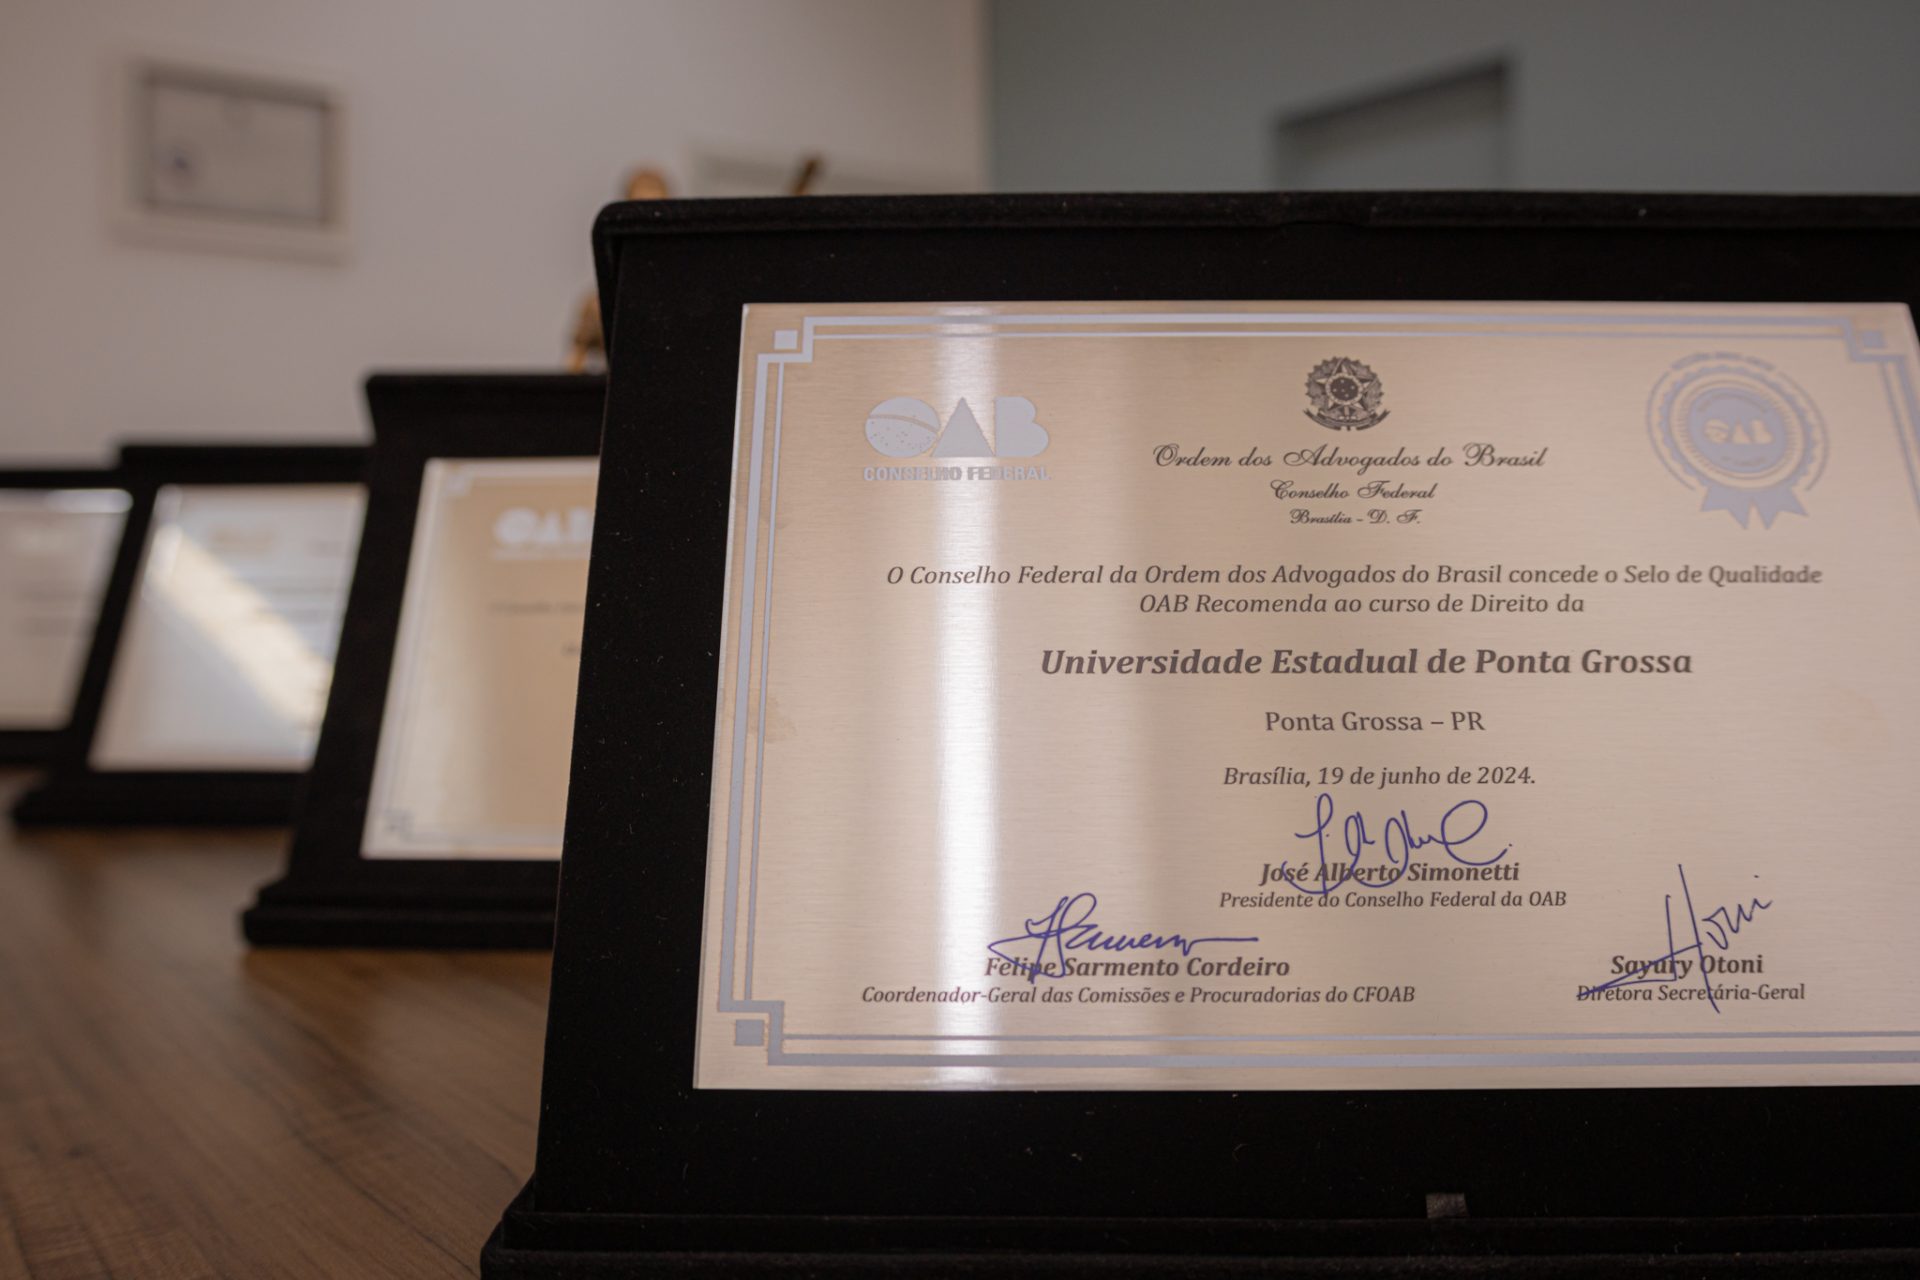 OAB
CONSELHO FEDERAL
Ordem dos Advogados do Brasil
Conselho Federal
Brasília - D. F.
OAB
O Conselho Federal da Ordem dos Advogados do Brasil concede o Selo de Qualidade
OAB Recomenda ao curso de Direito da
Universidade Estadual de Ponta Grossa
Ponta Grossa – PR
Brasília, 19 de junho de 2024.
José Alberto Simonetti
Presidente do Conselho Federal da OAB
Felipe Sarmento Cordeiro
Coordenador-Geral das Comissões e Procuradorias do CFOAB
Sayury Otoni
Diretora Secretária-Geral
OAB